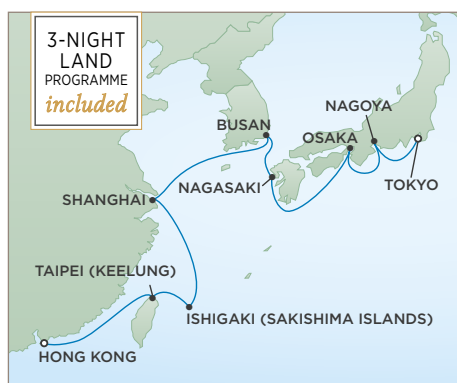 3-NIGHT
LAND
PROGRAMME
included
NAGOYA
BUSAN
OSAKA
NAGASAKI
TOKYO
SHANGHAI
TAIPEI (KEELUNG)
ISHIGAKI (SAKISHIMA ISLANDS)
HONG KONG